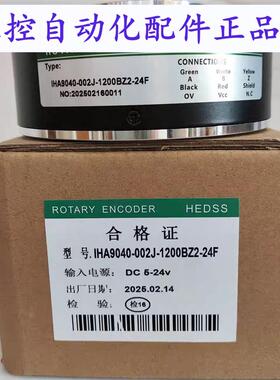 控自动化配件正品
Type:
IHA9040-002J-1200BZ2-24F
NO:202502160011
CONNECTIONS
Green White Yellow
A B Z
Black Red Shield
OV Vcc N.C
ROTARY ENCODER HEDSS
合格证
型号:IHA9040-002J-1200BZ2-24F
输入电源: DC 5-24v
出厂日期: 2025.02.14
检 验: 检16